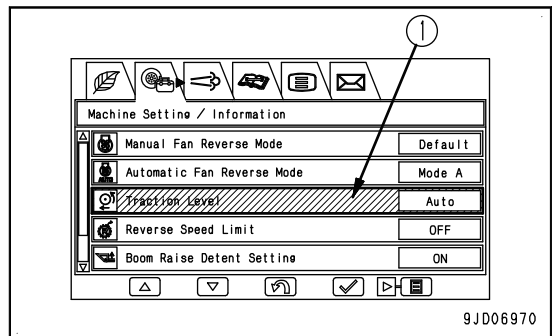 1
Machine Setting / Information
Manual Fan Reverse Mode Default
AUTO
Automatic Fan Reverse Mode Mode A
Traction Level Auto
Reverse Speed Limit OFF
Boom Raise Detent Setting ON
9JD06970